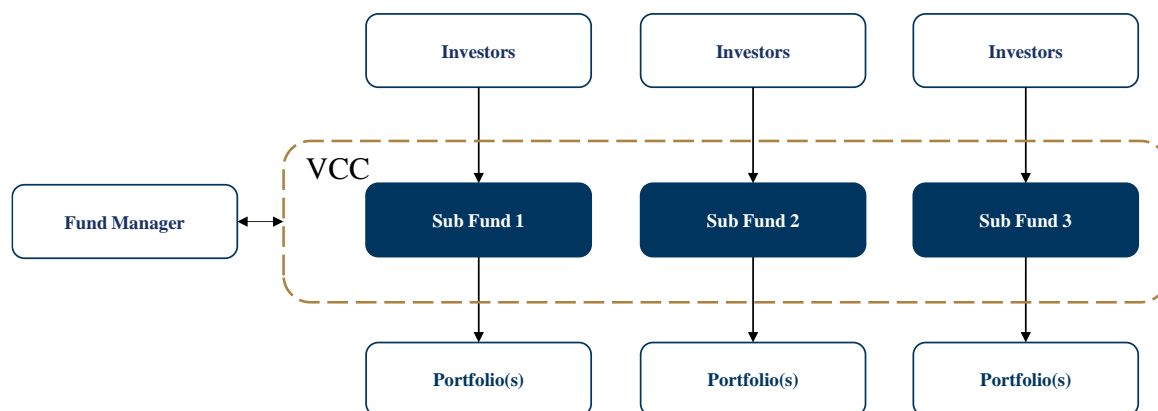 Investors
Investors
Investors
VCC
Fund Manager
Sub Fund 1
Sub Fund 2
Sub Fund 3
Portfolio(s)
Portfolio(s)
Portfolio(s)